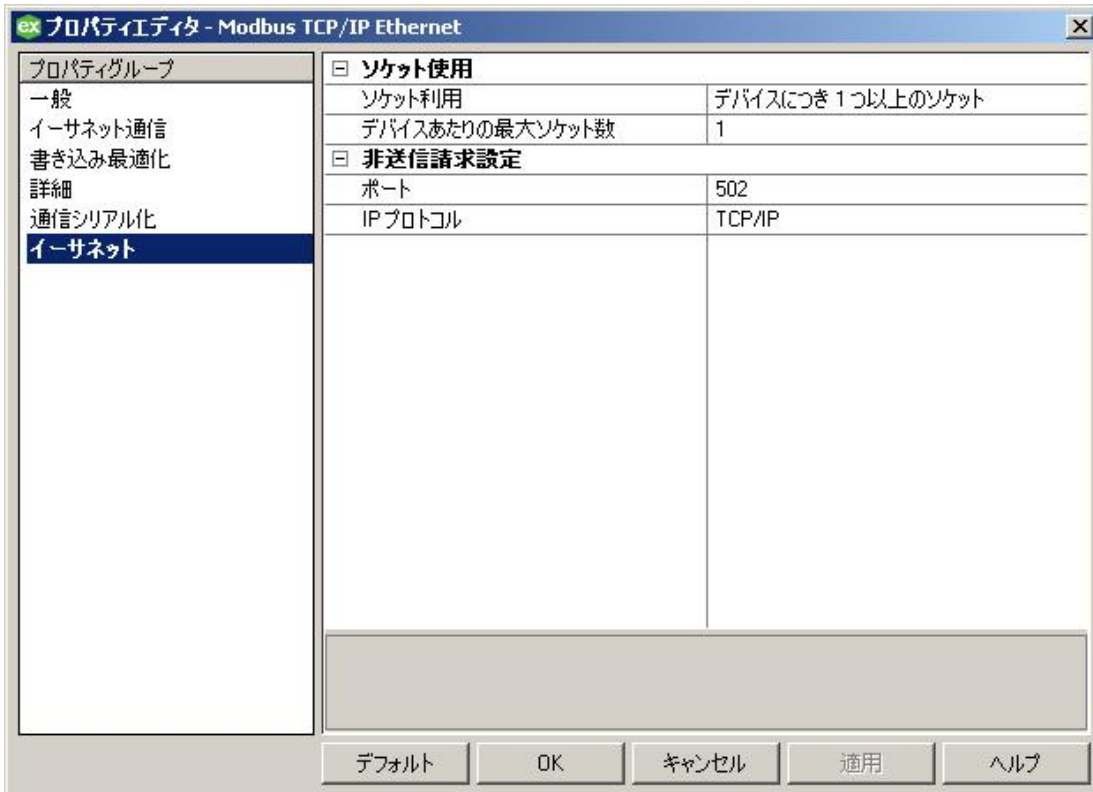 ex プロパティエディタ - Modbus TCP/IP Ethernet
プロパティグループ
一般
イーサネット通信
書き込み最適化
詳細
通信シリアル化
イーサネット
ソケット使用
ソケット利用 デバイスにつき1つ以上のソケット
デバイスあたりの最大ソケット数 1
非送信請求設定
ポート 502
IP プロトコル TCP/IP
デフォルト OK キャンセル 適用 ヘルプ